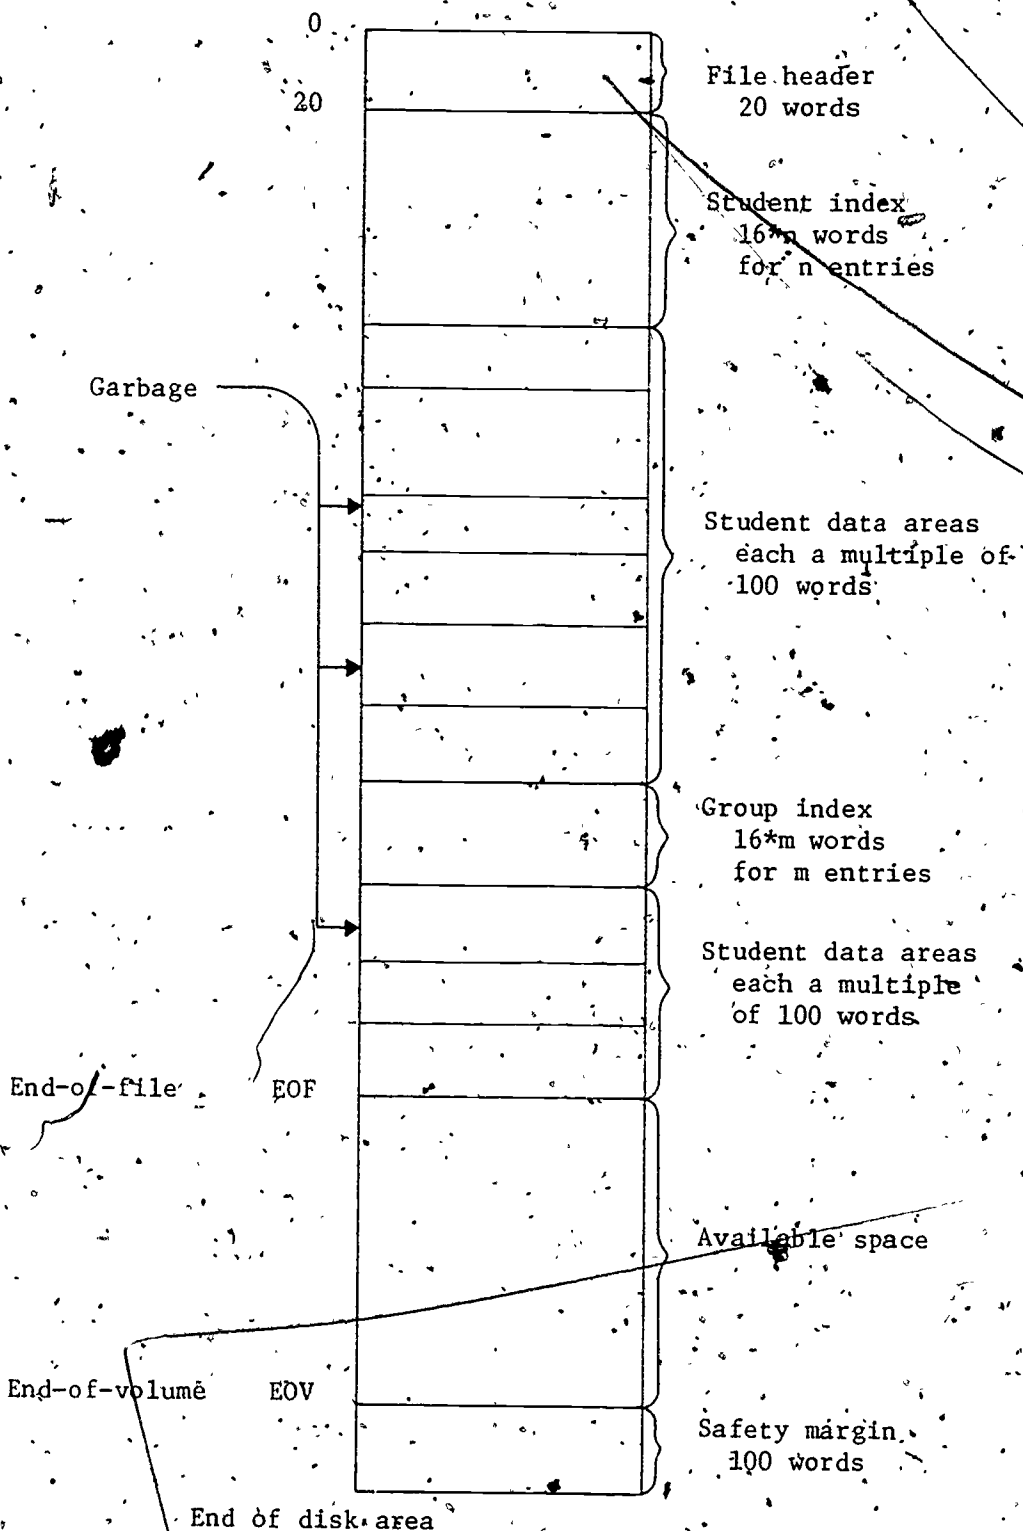 0
File header
20 words
20
Student index
16*n words
for n entries
Garbage
Student data areas
each a multiple of
100 words
Group index
16*m words
for m entries
Student data areas
each a multiple
of 100 words
End-of-file EOF
Available space
End-of-volume EOV
Safety margin
100 words
End of disk area